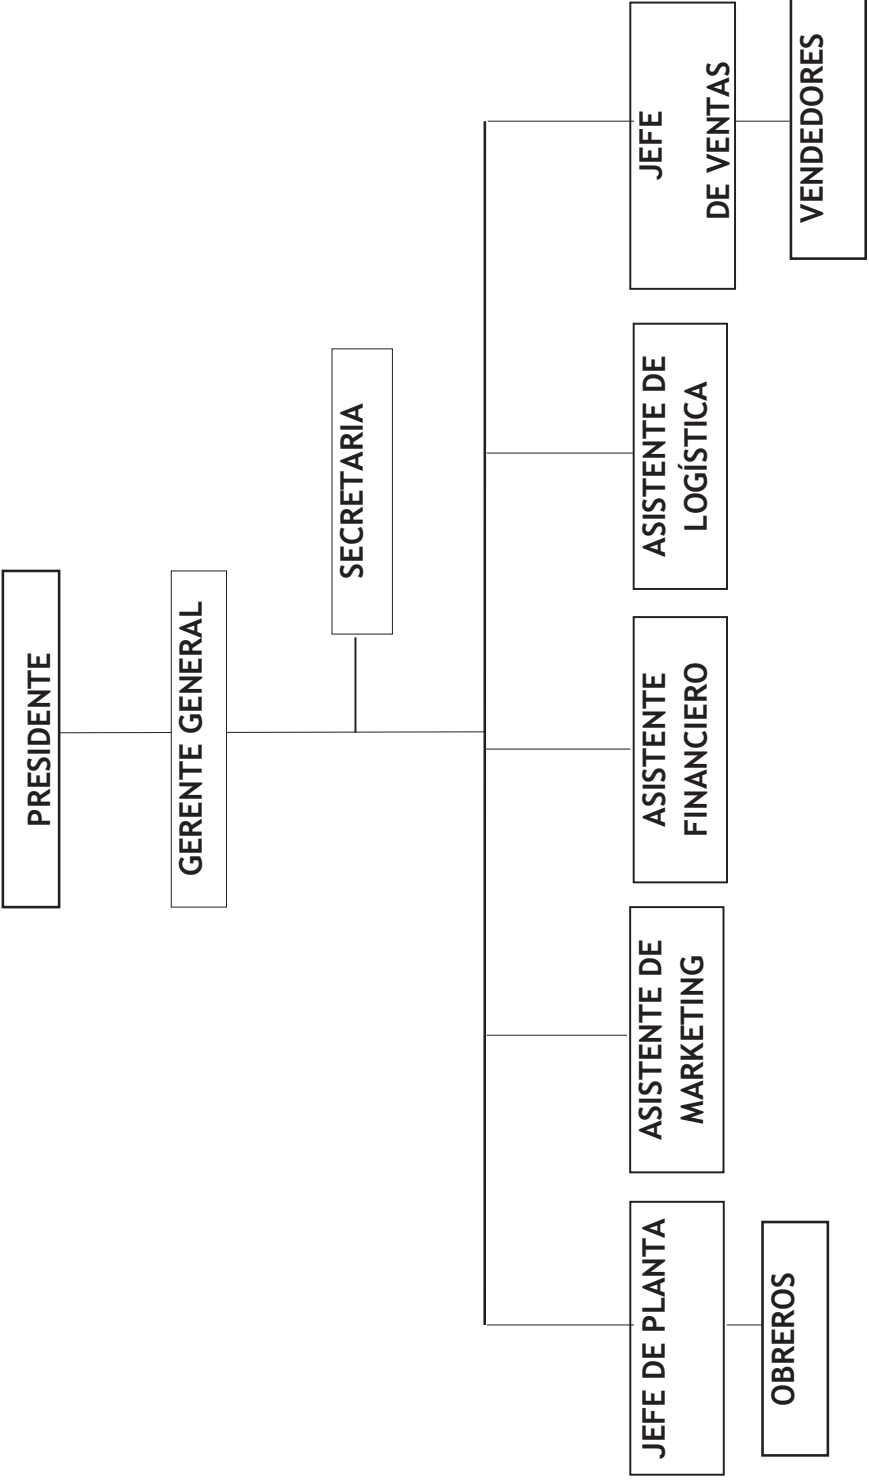 PRESIDENTE
GERENTE GENERAL
SECRETARIA
JEFE DE PLANTA
ASISTENTE DE
MARKETING
ASISTENTE
FINANCIERO
ASISTENTE DE
LOGÍSTICA
JEFE
DE VENTAS
OBREROS
VENDEDORES